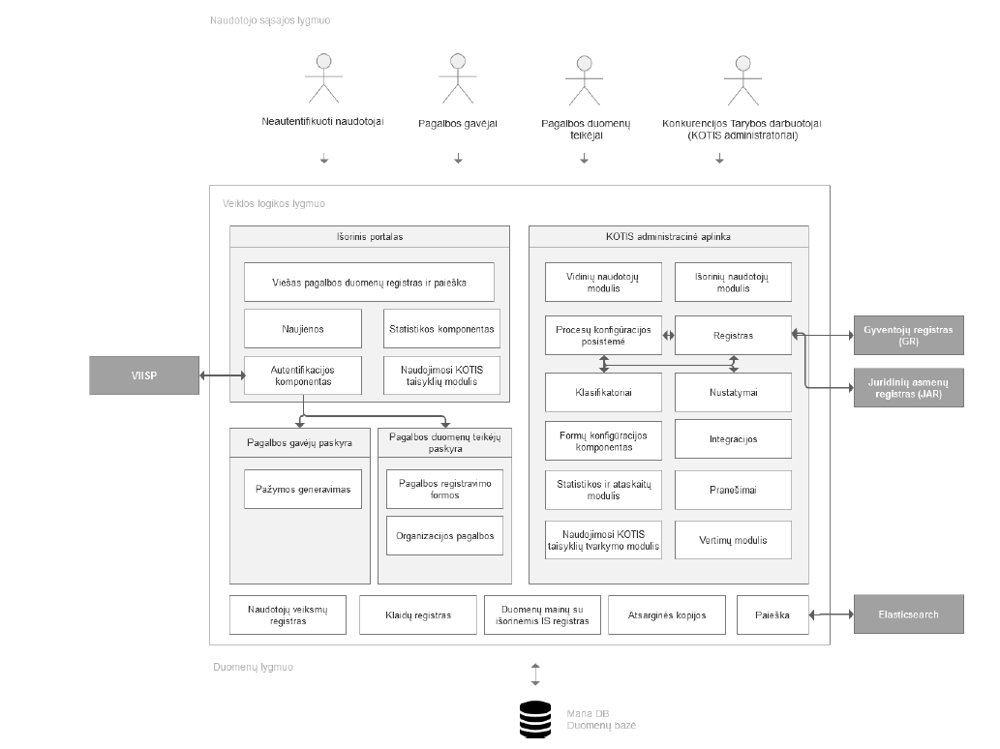 Naudotojo sąsajos lygmuo
Neautentifikuoti naudotojai
Pagalbos gavėjai
Pagalbos duomenų
teikėjai
Konkurencijos Tarybos darbuotojai
(KOTIS administratoriai)
Veiklos logikos lygmuo
Išorinis portalas
Viešas pagalbos duomenų registras ir paieška
Naujienos
Statistikos komponentas
Autentifikacijos
komponentas
Naudojimosi KOTIS
taisyklių modulis
VIISP
Pagalbos gavėjų paskyra
Pažymos generavimas
Pagalbos duomenų teikėjų
paskyra
Pagalbos registravimo
formos
Organizacijos pagalbos
KOTIS administracinė aplinka
Vidinių naudotojų
modulis
Išorinių naudotojų
modulis
Procesų konfigūracijos
posistemė
Registras
Klasifikatoriai
Nustatymai
Formų konfigūracijos
komponentas
Integracijos
Statistikos ir ataskaitų
modulis
Pranešimai
Naudojimosi KOTIS
taisyklių tvarkymo modulis
Vertimų modulis
Gyventojų registras
(GR)
Juridinių asmenų
registras (JAR)
Naudotojų veiksmų
registras
Klaidų registras
Duomenų mainų su
išorinėmis IS registras
Atsarginės kopijos
Paieška
Elasticsearch
Duomenų lygmuo
Maria DB
Duomenų bazė